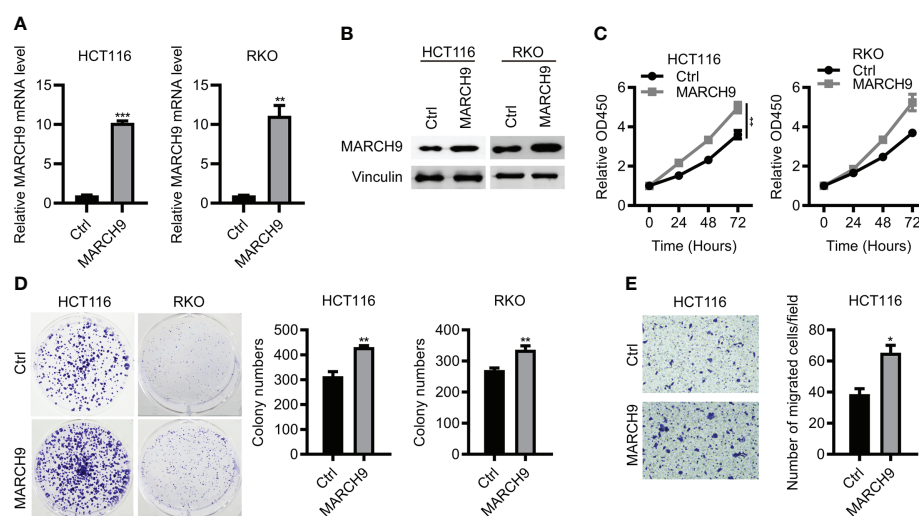 A
HCT116
Relative MARCH9 mRNA level
15
10
5
0
***
Ctrl
MARCH9
RKO
Relative MARCH9 mRNA level
15
10
5
0
**
Ctrl
MARCH9
B
HCT116
RKO
Ctrl
MARCH9
Ctrl
MARCH9
MARCH9
Vinculin
C
HCT116
Ctrl
MARCH9
Relative OD450
6
4
2
0
**
0 24 48 72
Time (Hours)
RKO
Ctrl
MARCH9
Relative OD450
6
4
2
0
0 24 48 72
Time (Hours)
D
HCT116
RKO
Ctrl
MARCH9
HCT116
Colony numbers
500
400
300
200
100
0
**
Ctrl
MARCH9
RKO
Colony numbers
400
300
200
100
0
**
Ctrl
MARCH9
E
HCT116
Ctrl
MARCH9
HCT116
Number of migrated cells/field
80
60
40
20
0
*
Ctrl
MARCH9